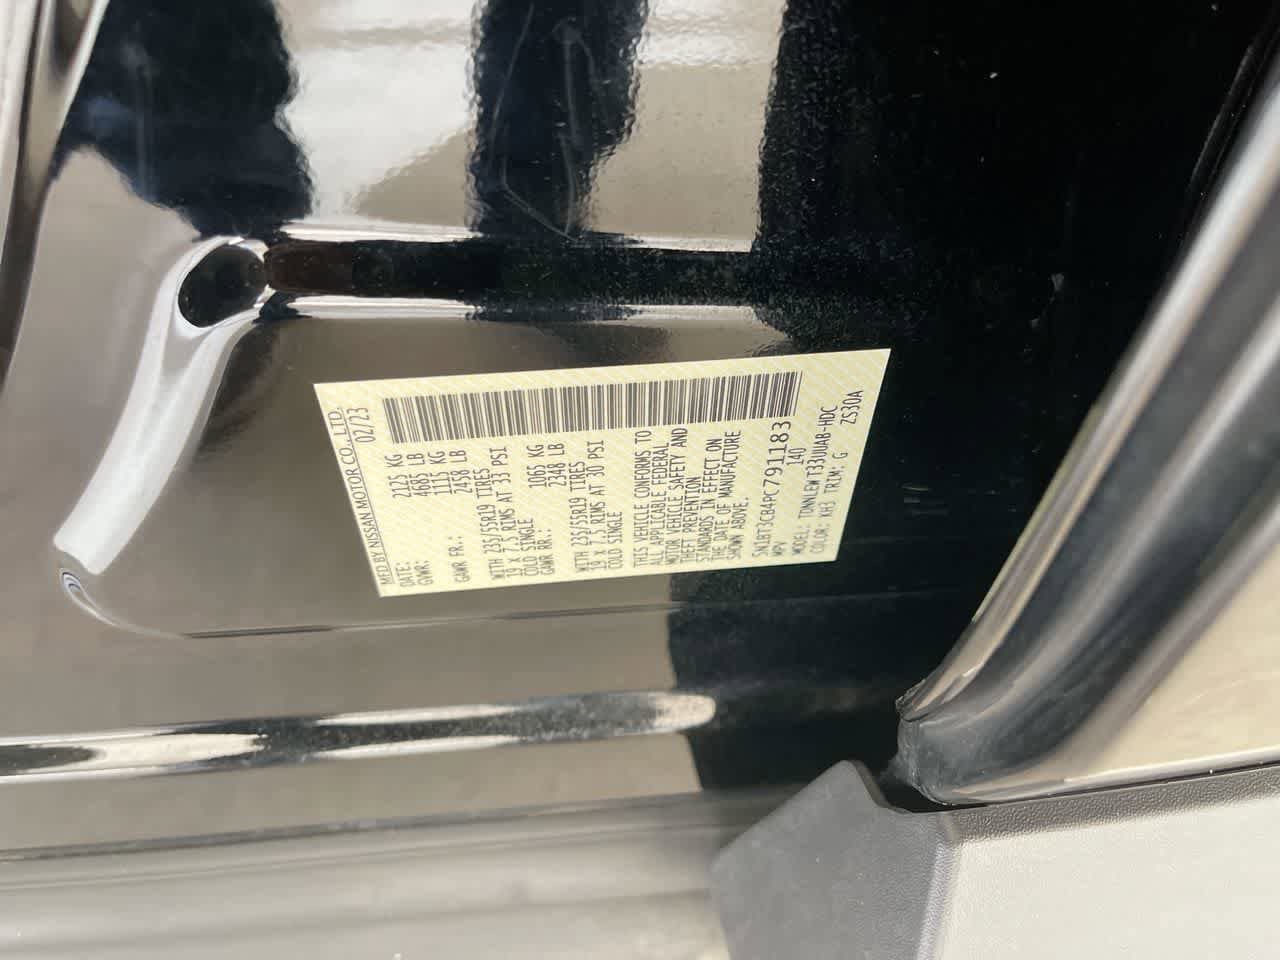 MFD BY NISSAN MOTOR CO., LTD.
DATE: 02/23
GVWR: 2125 KG
4685 LB
GAWR FR.: 1115 KG
2458 LB
WITH 235/55R19 TIRES
19 X 7.5 RIMS AT 33 PSI
COLD SINGLE
GAWR RR.: 1065 KG
2348 LB
WITH 235/55R19 TIRES
19 X 7.5 RIMS AT 30 PSI
COLD SINGLE
THIS VEHICLE CONFORMS TO
ALL APPLICABLE FEDERAL
MOTOR VEHICLE SAFETY AND
THEFT PREVENTION
STANDARDS IN EFFECT ON
THE DATE OF MANUFACTURE
SHOWN ABOVE.
5N1BT3CB4PC791183
MPV 140
MODEL: TDNNLEW T33UUAB-HDC
COLOR: KH3 TRIM: G ZS30A